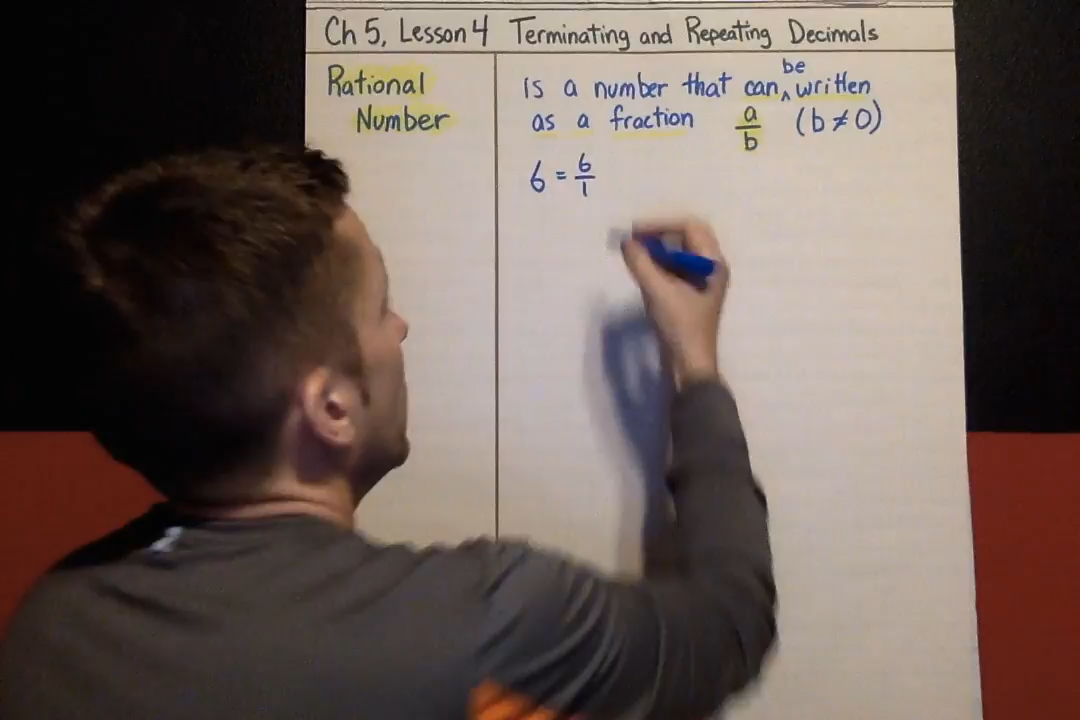 Ch 5, Lesson 4 Terminating and Repeating Decimals
Rational
Number
is a number that can be written
as a fraction a/b (b ≠ 0)
6 = 6/1